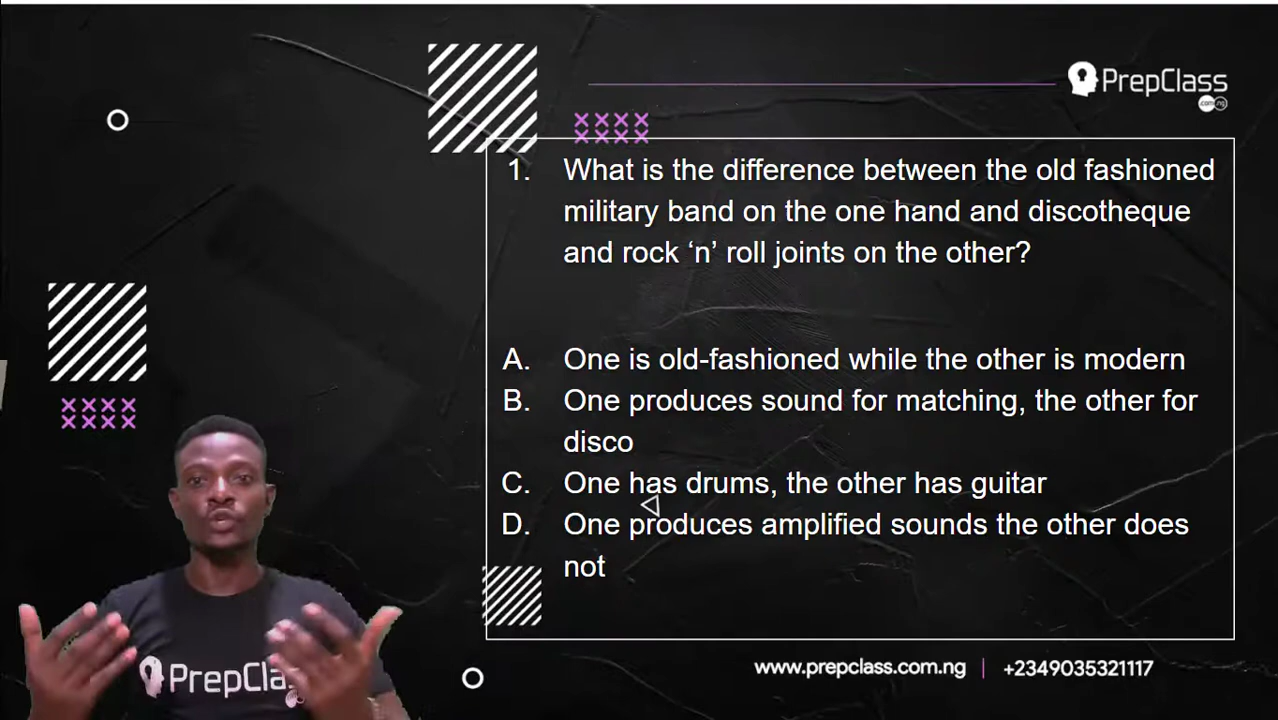 PrepClass
.com.ng
1. What is the difference between the old fashioned
military band on the one hand and discotheque
and rock ‘n’ roll joints on the other?
A. One is old-fashioned while the other is modern
B. One produces sound for matching, the other for
disco
C. One has drums, the other has guitar
D. One produces amplified sounds the other does
not
PrepCla
www.prepclass.com.ng | +2349035321117